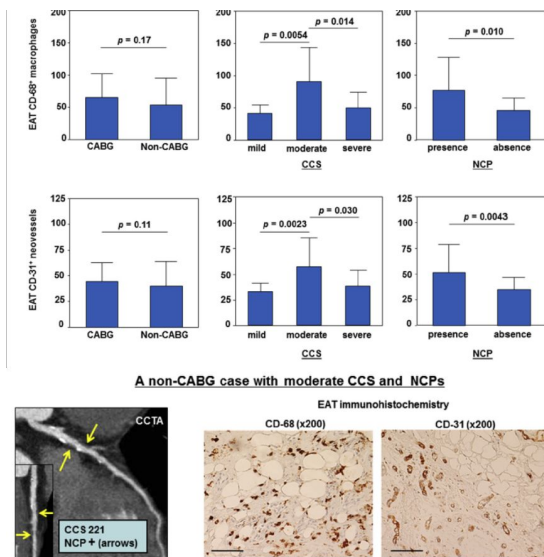 EAT CD-68⁺ macrophages
200
150
100
50
0
p = 0.17
CABG Non-CABG
200
150
100
50
0
p = 0.0054
p = 0.014
mild moderate severe
CCS
200
150
100
50
0
p = 0.010
presence absence
NCP
EAT CD-31⁺ neovessels
125
100
75
50
25
0
p = 0.11
CABG Non-CABG
125
100
75
50
25
0
p = 0.0023
p = 0.030
mild moderate severe
CCS
125
100
75
50
25
0
p = 0.0043
presence absence
NCP
A non-CABG case with moderate CCS and NCPs
CCTA
CCS 221
NCP + (arrows)
EAT immunohistochemistry
CD-68 (x200)
CD-31 (x200)